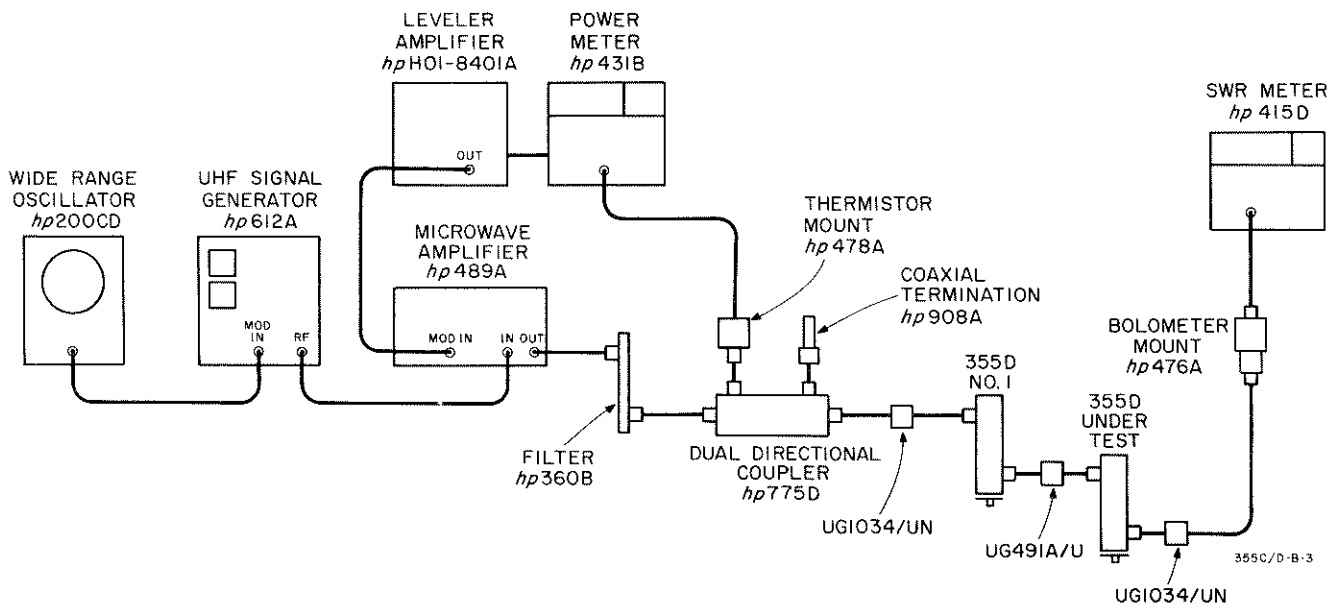 LEVELER
AMPLIFIER
hp H01-8401A
POWER
METER
hp 431B
SWR METER
hp 415D
OUT
WIDE RANGE
OSCILLATOR
hp 200CD
UHF SIGNAL
GENERATOR
hp 612A
MICROWAVE
AMPLIFIER
hp 489A
THERMISTOR
MOUNT
hp 478A
COAXIAL
TERMINATION
hp 908A
MOD
IN
RF
MOD IN
IN
OUT
BOLOMETER
MOUNT
hp 476A
355D
NO. 1
355D
UNDER
TEST
FILTER
hp 360B
DUAL DIRECTIONAL
COUPLER
hp 775D
UG1034/UN
UG491A/U
355C/D-B-3
UG1034/UN